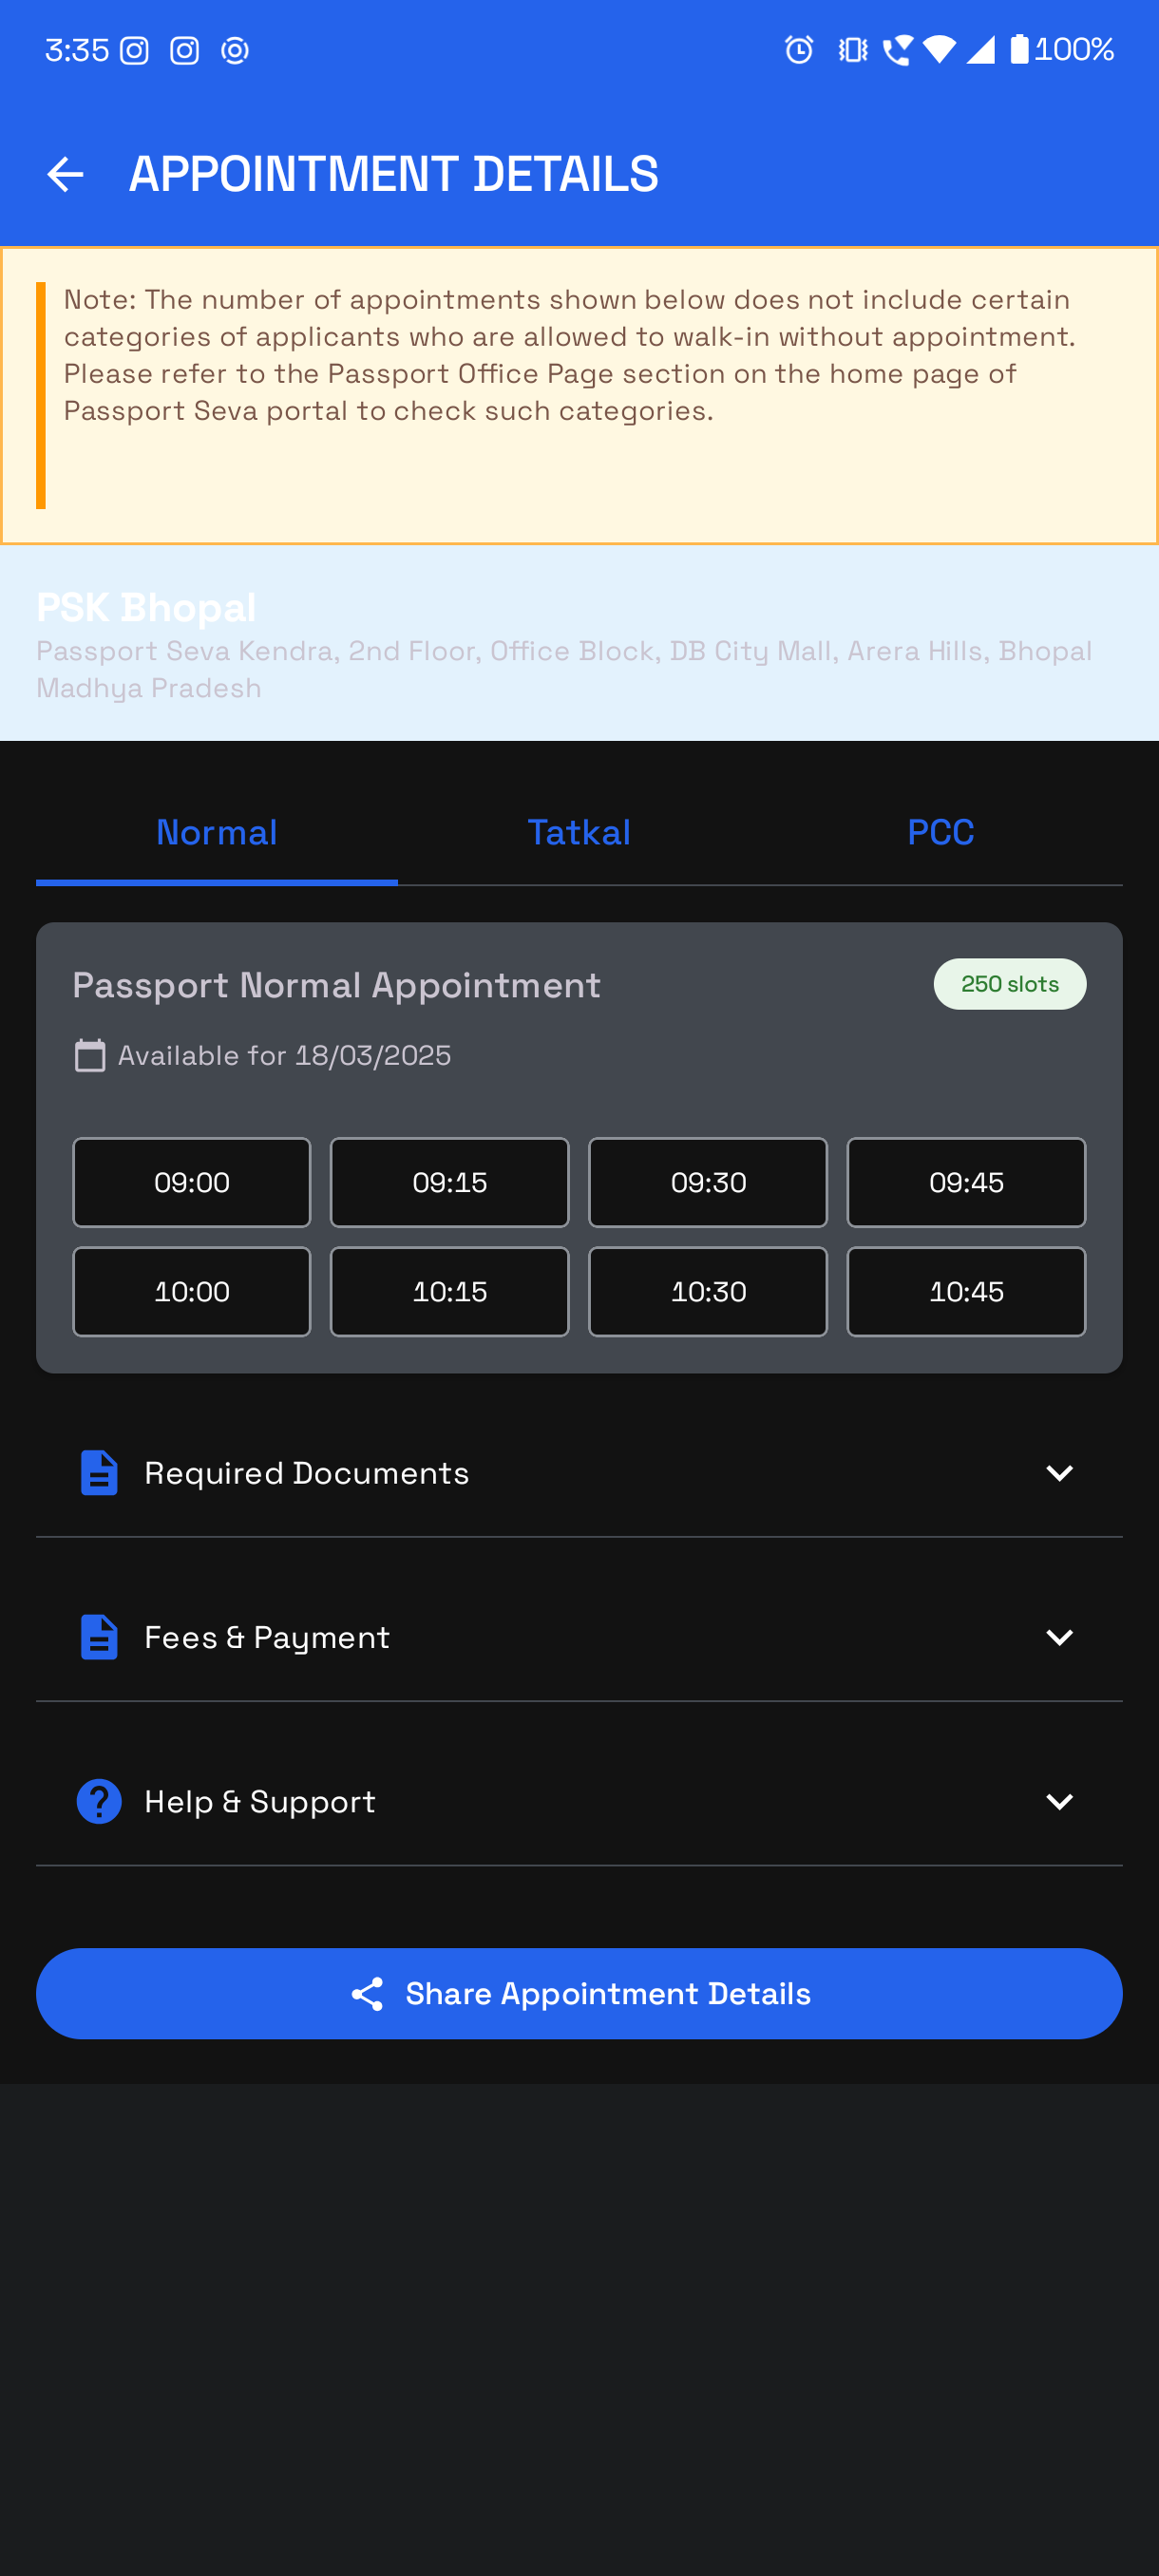 3:35 100%
APPOINTMENT DETAILS
Note: The number of appointments shown below does not include certain
categories of applicants who are allowed to walk-in without appointment.
Please refer to the Passport Office Page section on the home page of
Passport Seva portal to check such categories.
PSK Bhopal
Passport Seva Kendra, 2nd Floor, Office Block, DB City Mall, Arera Hills, Bhopal
Madhya Pradesh
Normal Tatkal PCC
Passport Normal Appointment 250 slots
Available for 18/03/2025
09:00 09:15 09:30 09:45
10:00 10:15 10:30 10:45
Required Documents
Fees & Payment
Help & Support
Share Appointment Details